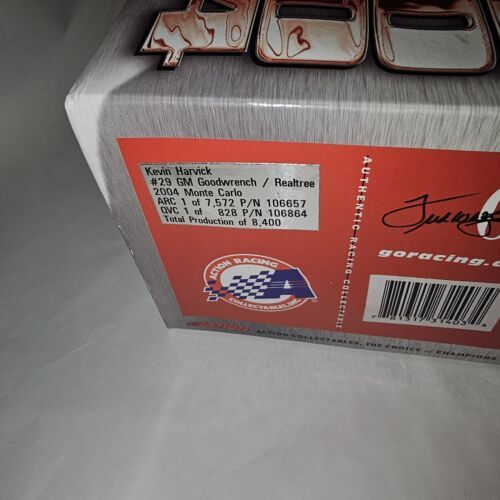 Kevin Harvick
#29 GM Goodwrench / Realtree
2004 Monte Carlo
ARC 1 of 7,572 P/N 106657
QVC 1 of 828 P/N 106864
Total Production of 8,400
AUTHENTIC RACING COLLECTABLE
ACTION RACING
COLLECTABLES, INC.
goracing.c
ACTION COLLECTABLES, THE CHOICE of CHAMPIONS